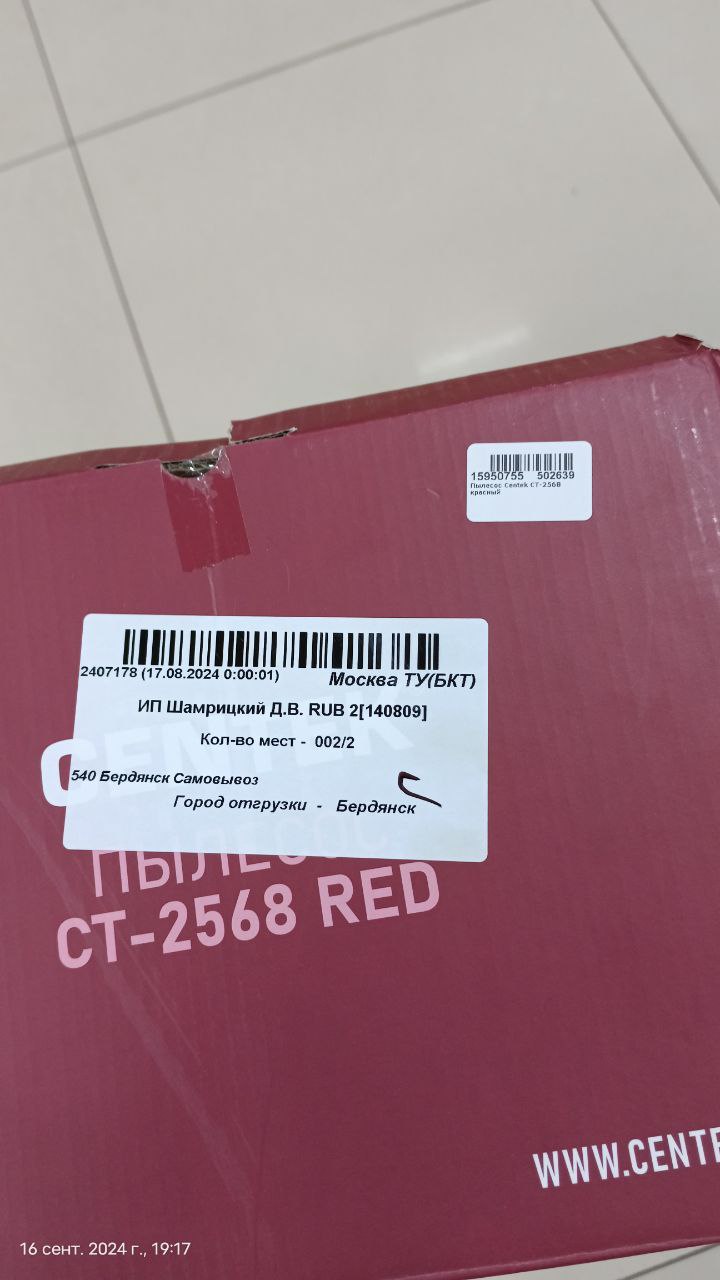 15950755 502639
Пылесос Centek CT-2568
красный
2407178 (17.08.2024 0:00:01)
Москва ТУ(БКТ)
ИП Шамрицкий Д.В. RUB 2[140809]
Кол-во мест - 002/2
540 Бердянск Самовывоз
Город отгрузки - Бердянск
CENTEK
ПЫЛЕСОС
CT-2568 RED
WWW.CENTE
16 сент. 2024 г., 19:17